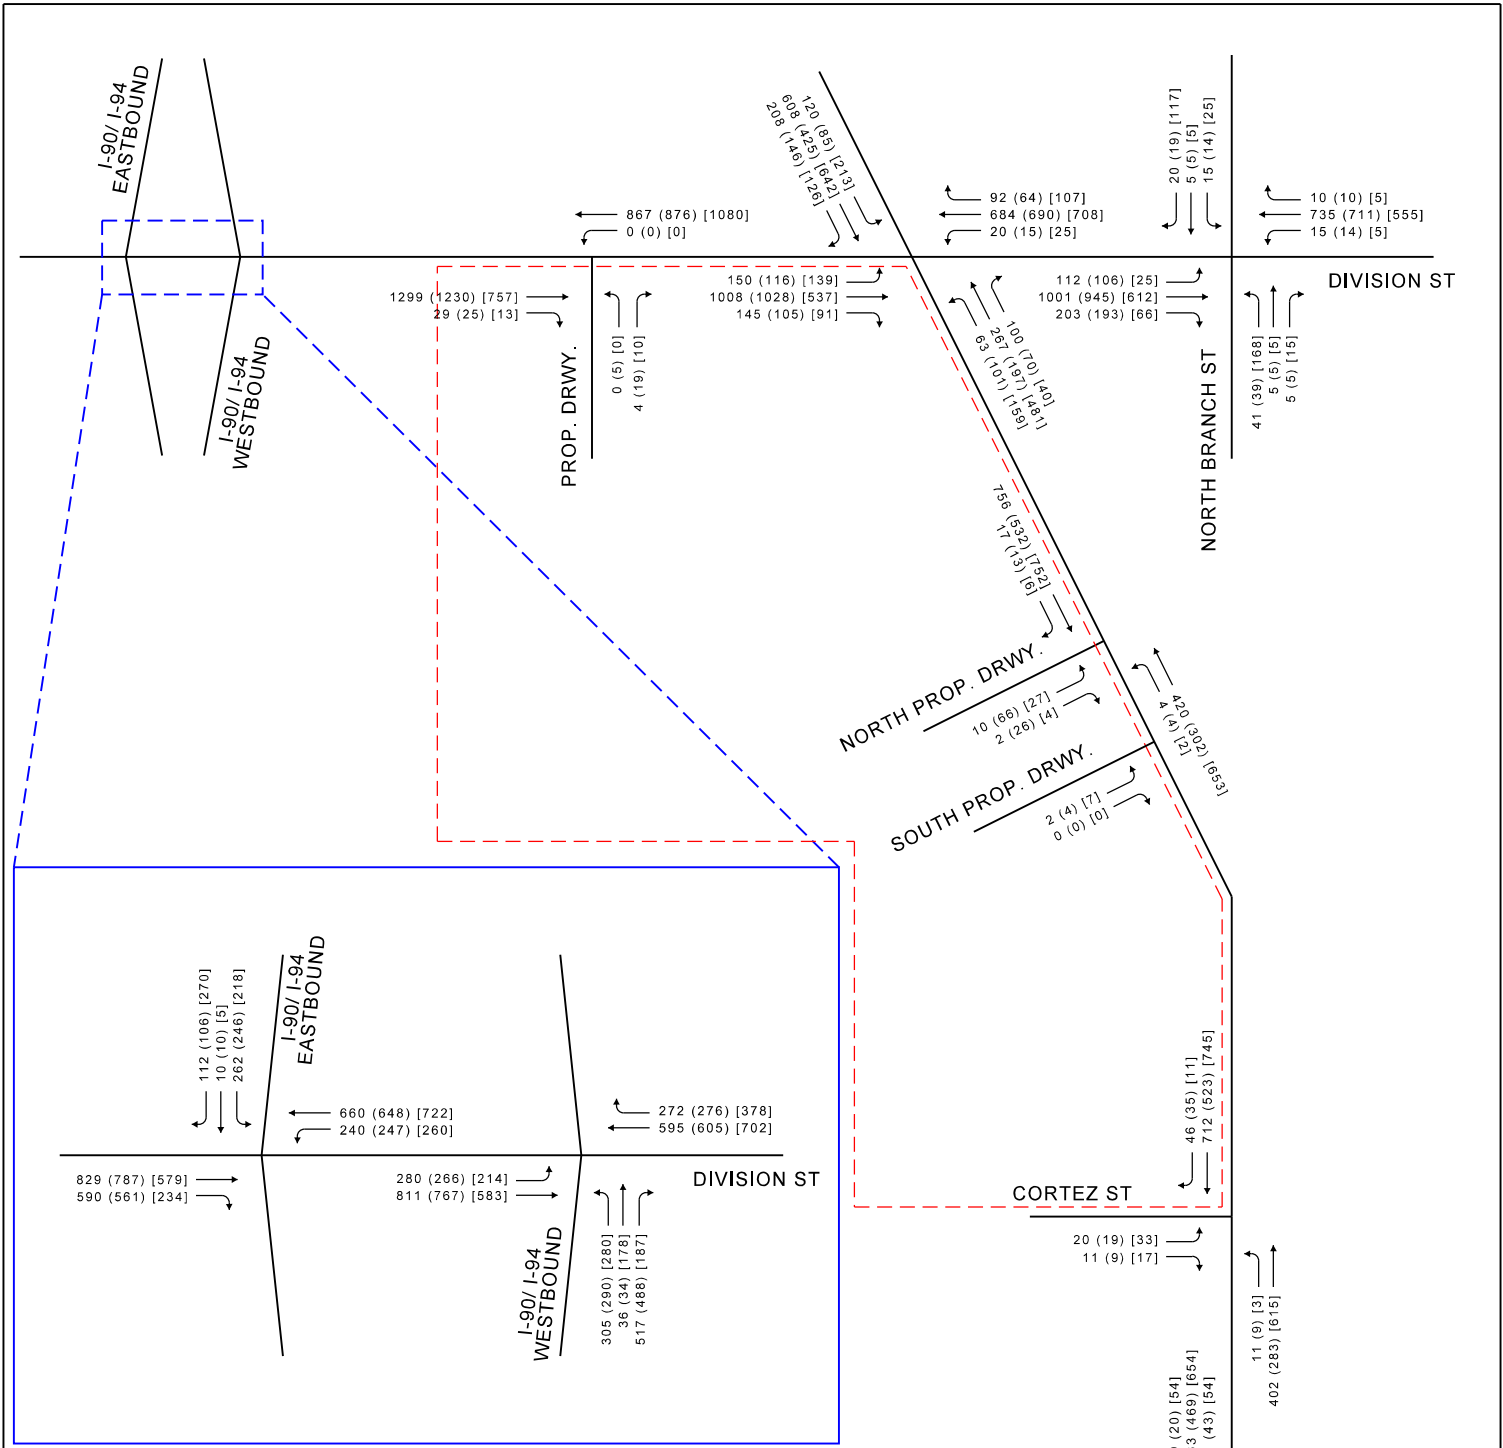 I-90/ I-94
EASTBOUND
I-90/ I-94
WESTBOUND
867 (876) [1080]
0 (0) [0]
1299 (1230) [757]
29 (25) [13]
0 (5) [0]
4 (19) [10]
PROP. DRWY.
120 (85) [213]
608 (425) [642]
208 (146) [126]
92 (64) [107]
684 (690) [708]
20 (15) [25]
150 (116) [139]
1008 (1028) [537]
145 (105) [91]
100 (70) [40]
267 (197) [481]
63 (101) [159]
20 (19) [117]
5 (5) [5]
15 (14) [25]
10 (10) [5]
735 (711) [555]
15 (14) [5]
DIVISION ST
112 (106) [25]
1001 (945) [612]
203 (193) [66]
41 (39) [168]
5 (5) [5]
5 (5) [15]
NORTH BRANCH ST
756 (532) [752]
17 (13) [6]
NORTH PROP. DRWY.
10 (66) [27]
2 (26) [4]
420 (302) [653]
4 (4) [2]
SOUTH PROP. DRWY.
2 (4) [7]
0 (0) [0]
I-90/ I-94
EASTBOUND
112 (106) [270]
10 (10) [5]
262 (246) [218]
660 (648) [722]
240 (247) [260]
829 (787) [579]
590 (561) [234]
272 (276) [378]
595 (605) [702]
280 (266) [214]
811 (767) [583]
DIVISION ST
305 (290) [280]
36 (34) [178]
517 (488) [187]
I-90/ I-94
WESTBOUND
46 (35) [11]
712 (523) [745]
CORTEZ ST
20 (19) [33]
11 (9) [17]
11 (9) [3]
402 (283) [615]
(20) [54]
(469) [654]
(43) [54]